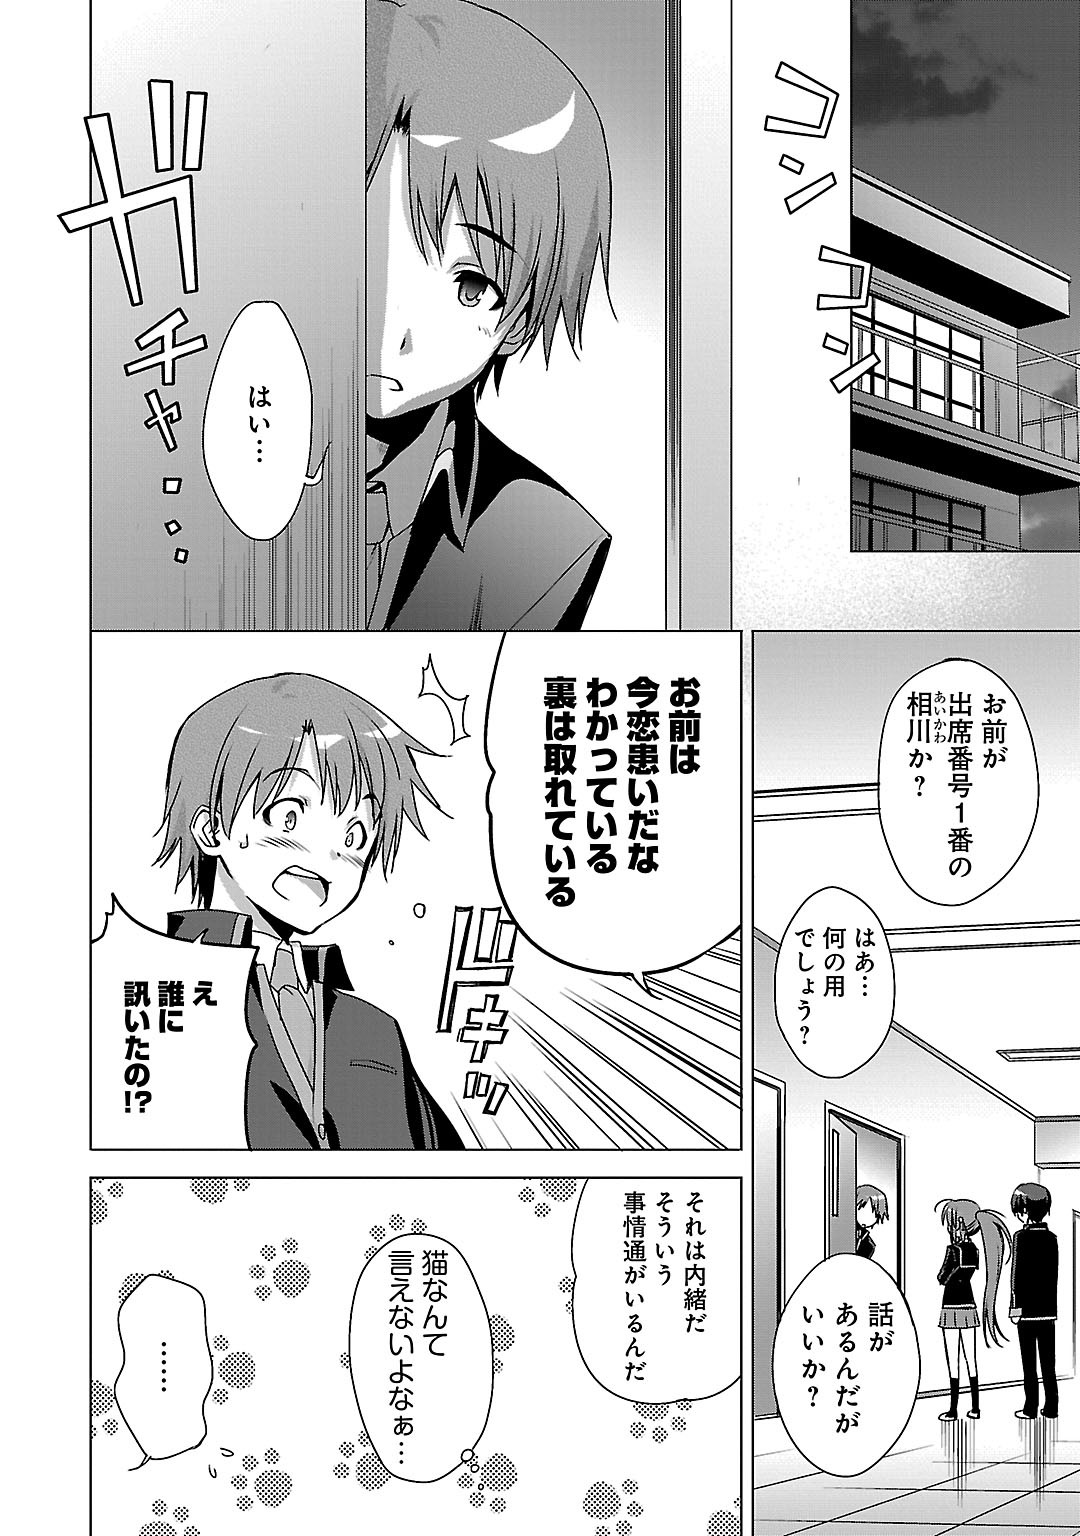 コンコン
ガチャ・・・
はい…
お前が
出席番号1番の
相川か?
あいかわ
はあ…
何の用
でしょう?
話が
あるんだが
いいか?
お前は
今恋患いだな
わかっている
裏は取れている
ドキッ
え
誰に
訊いたの!?
それは内緒だ
そういう
事情通がいるんだ
猫なんて
言えないよなぁ…
……